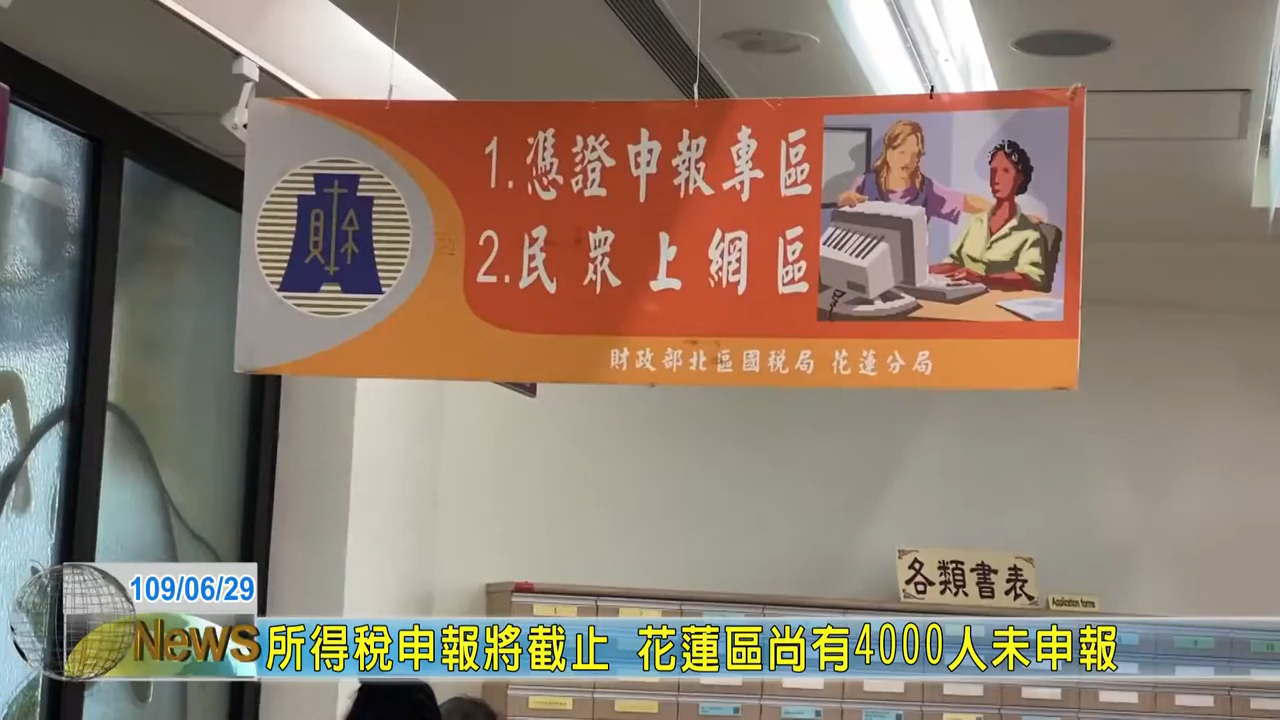 1.憑證申報專區
2.民眾上網區
財政部北區國稅局 花蓮分局
財
各類書表
Application forms
109/06/29
News
所得稅申報將截止 花蓮區尚有4000人未申報